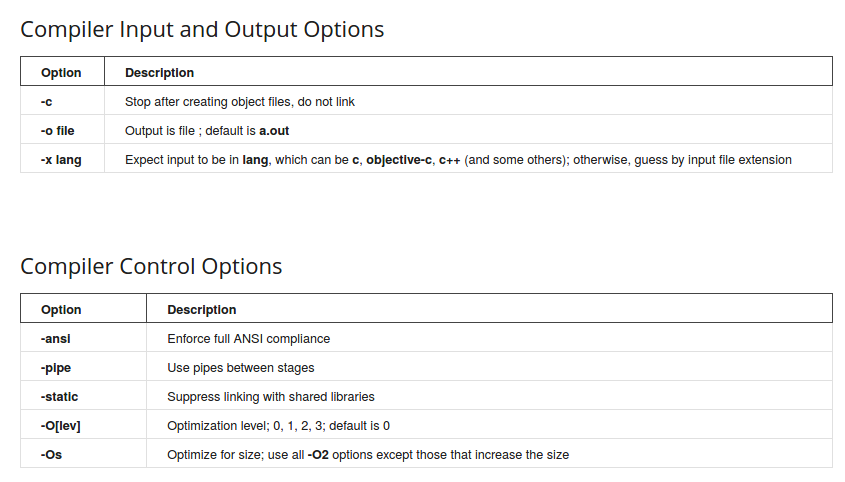 Compiler Input and Output Options
Option Description
-c Stop after creating object files, do not link
-o file Output is file ; default is a.out
-x lang Expect input to be in lang, which can be c, objective-c, c++ (and some others); otherwise, guess by input file extension
Compiler Control Options
Option Description
-ansi Enforce full ANSI compliance
-pipe Use pipes between stages
-static Suppress linking with shared libraries
-O[lev] Optimization level; 0, 1, 2, 3; default is 0
-Os Optimize for size; use all -O2 options except those that increase the size